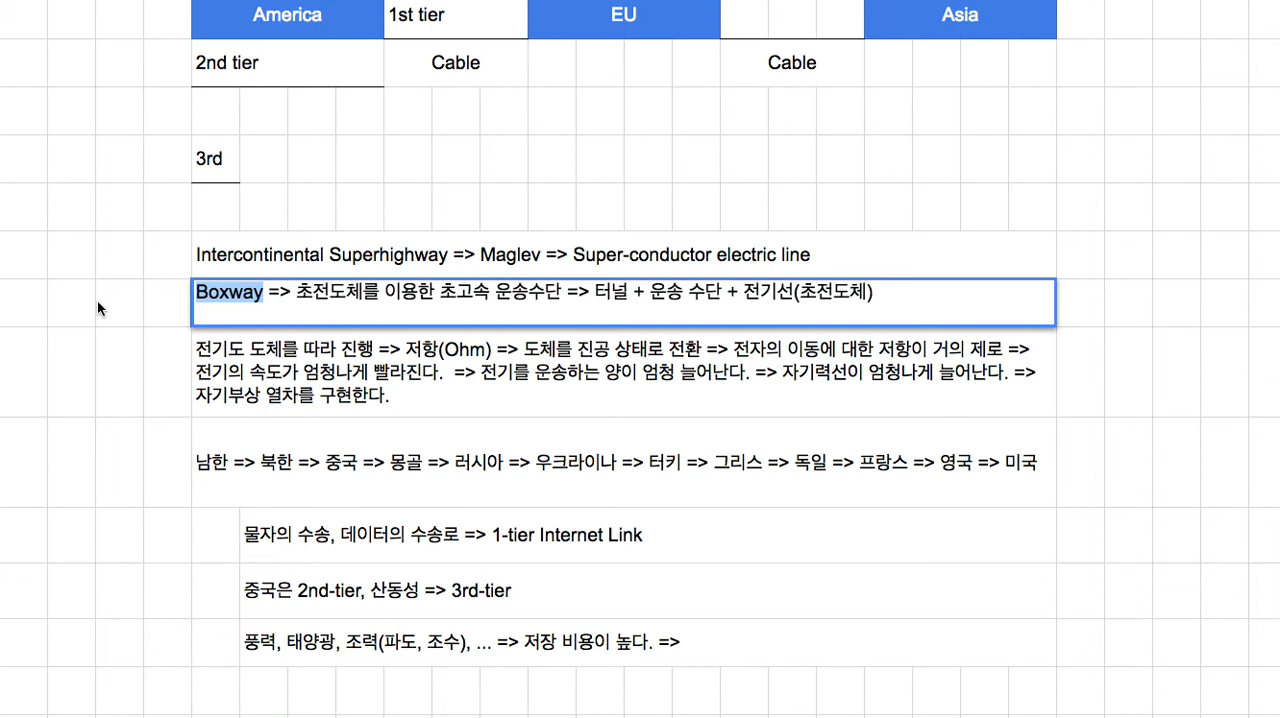 America 1st tier EU Asia
2nd tier Cable Cable
3rd
Intercontinental Superhighway => Maglev => Super-conductor electric line
Boxway => 초전도체를 이용한 초고속 운송수단 => 터널 + 운송 수단 + 전기선(초전도체)
전기도 도체를 따라 진행 => 저항(Ohm) => 도체를 진공 상태로 전환 => 전자의 이동에 대한 저항이 거의 제로 =>
전기의 속도가 엄청나게 빨라진다.  => 전기를 운송하는 양이 엄청 늘어난다. => 자기력선이 엄청나게 늘어난다. =>
자기부상 열차를 구현한다.
남한 => 북한 => 중국 => 몽골 => 러시아 => 우크라이나 => 터키 => 그리스 => 독일 => 프랑스 => 영국 => 미국
물자의 수송, 데이터의 수송로 => 1-tier Internet Link
중국은 2nd-tier, 산동성 => 3rd-tier
풍력, 태양광, 조력(파도, 조수), ... => 저장 비용이 높다. =>